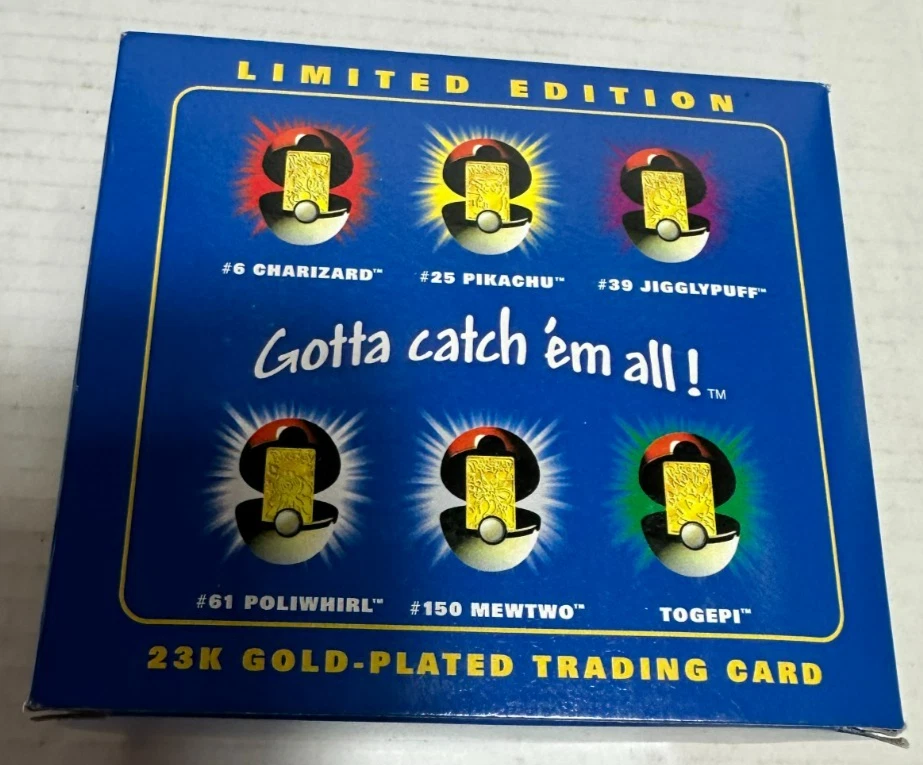 LIMITED EDITION
#6 CHARIZARD™ #25 PIKACHU™ #39 JIGGLYPUFF™
Gotta catch 'em all! ™
#61 POLIWHIRL™ #150 MEWTWO™ TOGEPI™
23K GOLD-PLATED TRADING CARD